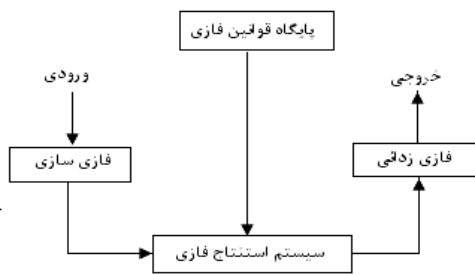 پایگاه قوانین فازی
ورودی
خروجی
فازی سازی
فازی زدائی
سیستم استنتاج فازی